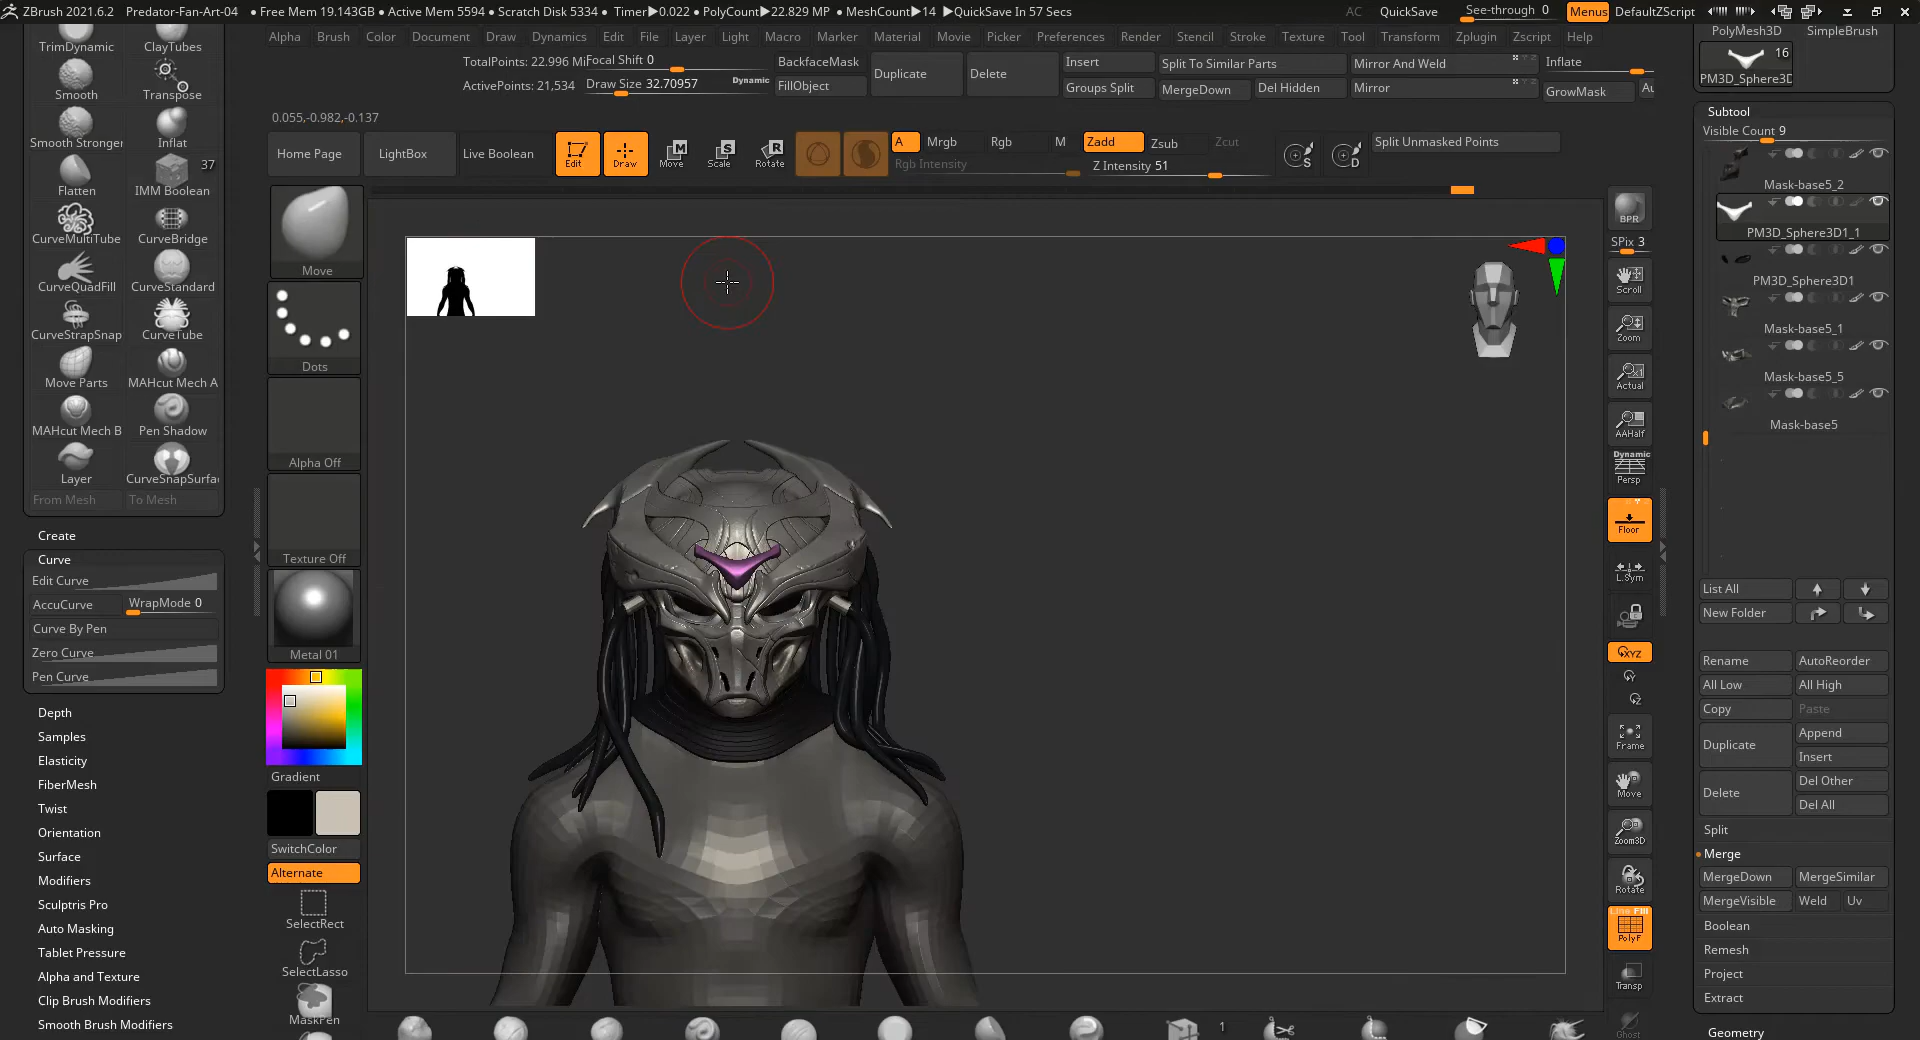 ZBrush 2021.6.2 Predator-Fan-Art-04 ● Free Mem 19.143GB ● Active Mem 5594 ● Scratch Disk 5334 ● Timer▶0.022 ● PolyCount▶22.829 MP ● MeshCount▶14 ▶QuickSave In 57 Secs AC QuickSave See-through 0 Menus DefaultZScript
Alpha Brush Color Document Draw Dynamics Edit File Layer Light Macro Marker Material Movie Picker Preferences Render Stencil Stroke Texture Tool Transform Zplugin Zscript Help
TotalPoints: 22.996 Mi Focal Shift 0 BackfaceMask Duplicate Delete Insert Split To Similar Parts Mirror And Weld Inflate
ActivePoints: 21,534 Draw Size 32.70957 Dynamic FillObject Groups Split MergeDown Del Hidden Mirror GrowMask Au
0.055,-0.982,-0.137
Home Page LightBox Live Boolean Edit Draw Move Scale Rotate A Mrgb Rgb M Zadd Zsub Zcut Split Unmasked Points
Rgb Intensity Z Intensity 51
TrimDynamic ClayTubes
Smooth Transpose
Smooth Stronger Inflat
37
Flatten IMM Boolean
CurveMultiTube CurveBridge
CurveQuadFill CurveStandard
CurveStrapSnap CurveTube
Move Parts MAHcut Mech A
MAHcut Mech B Pen Shadow
Layer CurveSnapSurfa
From Mesh To Mesh
Create
Curve
Edit Curve
AccuCurve WrapMode 0
Curve By Pen
Zero Curve
Pen Curve
Depth
Samples
Elasticity
FiberMesh
Twist
Orientation
Surface
Modifiers
Sculptris Pro
Auto Masking
Tablet Pressure
Alpha and Texture
Clip Brush Modifiers
Smooth Brush Modifiers
Move
Dots
Alpha Off
Texture Off
Metal 01
Gradient
SwitchColor
Alternate
SelectRect
SelectLasso
MaskPen
1
BPR
SPix 3
Scroll
Zoom
Actual
AAHalf
Dynamic
Persp
Floor
L.Sym
XYZ
Frame
Move
Zoom3D
Rotate
Line Fill
PolyF
Transp
Ghost
PolyMesh3D SimpleBrush
16
PM3D_Sphere3D
Subtool
Visible Count 9
Mask-base5_2
PM3D_Sphere3D1_1
PM3D_Sphere3D1
Mask-base5_1
Mask-base5_5
Mask-base5
List All
New Folder
Rename AutoReorder
All Low All High
Copy Paste
Duplicate Append
Insert
Delete Del Other
Del All
Split
Merge
MergeDown MergeSimilar
MergeVisible Weld Uv
Boolean
Remesh
Project
Extract
Geometry